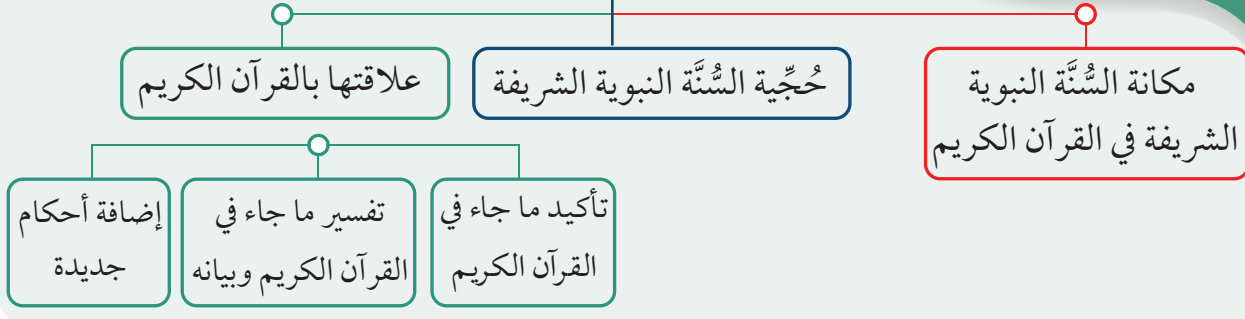 مكانة السُّنَّة النبوية
الشريفة في القرآن الكريم
حُجِّية السُّنَّة النبوية الشريفة
علاقتها بالقرآن الكريم
تأكيد ما جاء في
القرآن الكريم
تفسير ما جاء في
القرآن الكريم وبيانه
إضافة أحكام
جديدة